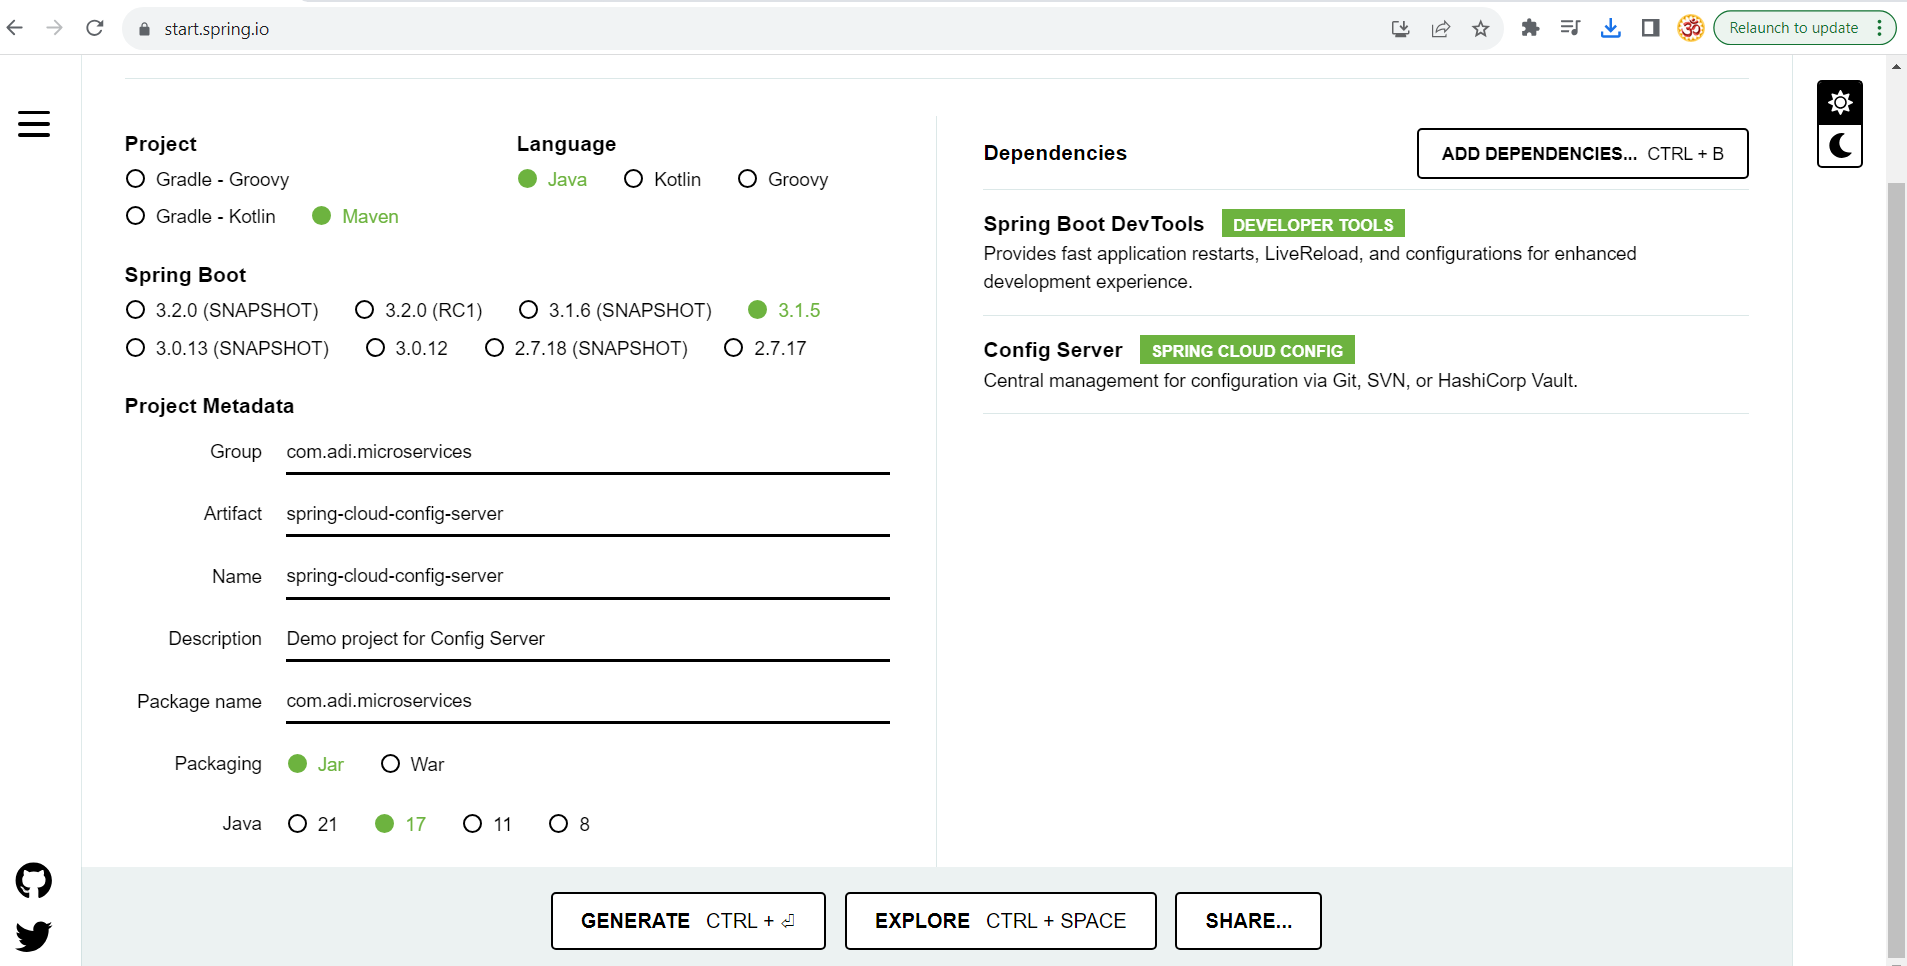 start.spring.io
Relaunch to update
Project
Gradle - Groovy
Gradle - Kotlin Maven
Language
Java Kotlin Groovy
Spring Boot
3.2.0 (SNAPSHOT) 3.2.0 (RC1) 3.1.6 (SNAPSHOT) 3.1.5
3.0.13 (SNAPSHOT) 3.0.12 2.7.18 (SNAPSHOT) 2.7.17
Project Metadata
Group com.adi.microservices
Artifact spring-cloud-config-server
Name spring-cloud-config-server
Description Demo project for Config Server
Package name com.adi.microservices
Packaging Jar War
Java 21 17 11 8
Dependencies ADD DEPENDENCIES... CTRL + B
Spring Boot DevTools DEVELOPER TOOLS
Provides fast application restarts, LiveReload, and configurations for enhanced
development experience.
Config Server SPRING CLOUD CONFIG
Central management for configuration via Git, SVN, or HashiCorp Vault.
GENERATE CTRL + ⏎ EXPLORE CTRL + SPACE SHARE...